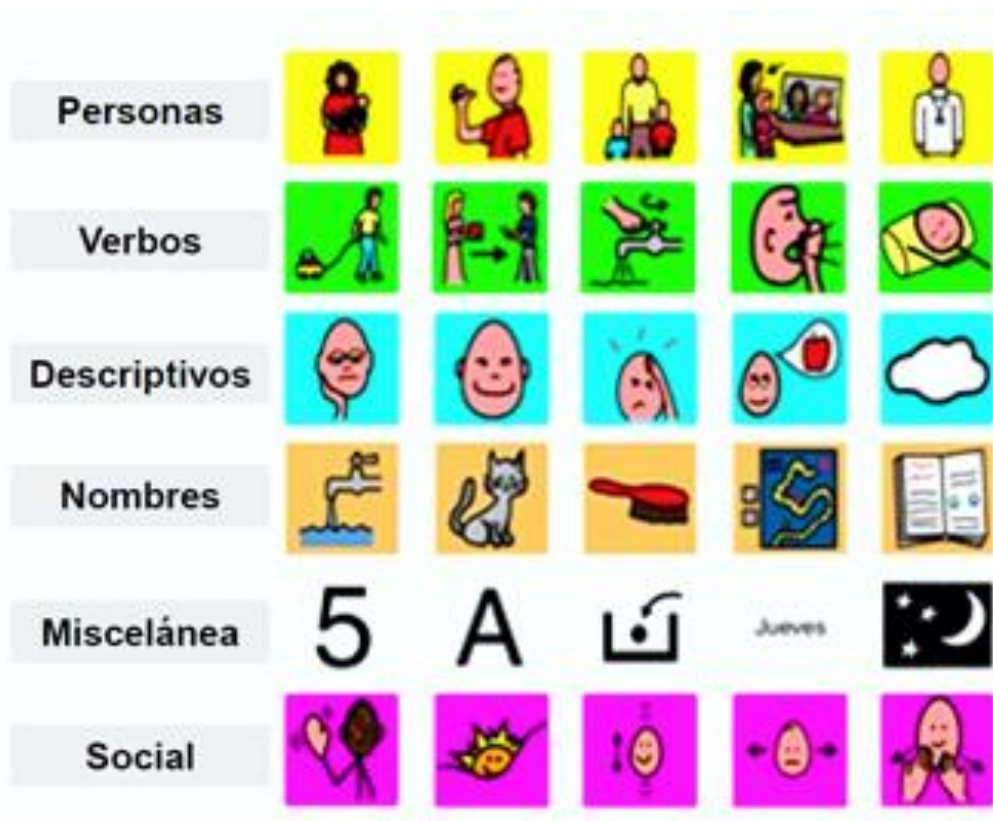 Personas
Verbos
Descriptivos
Nombres
Miscelánea
5 A Jueves
Social